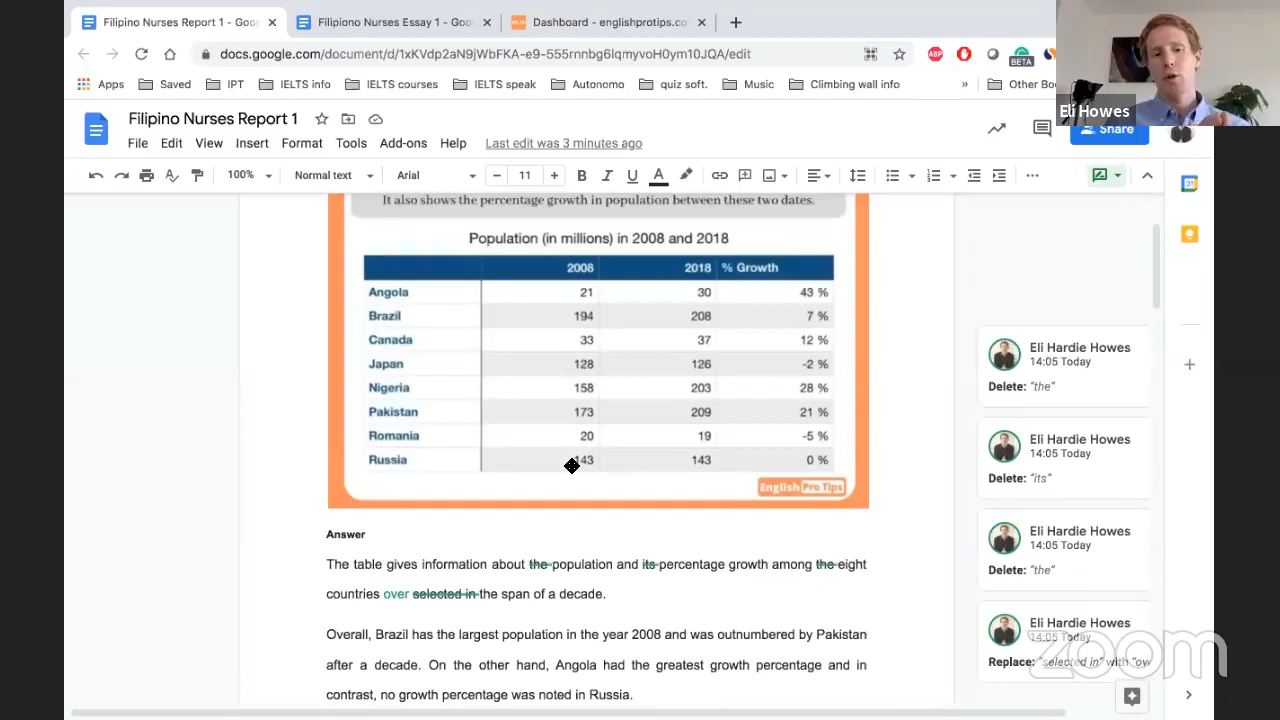 Filipino Nurses Report 1 - Goo
Filipiono Nurses Essay 1 - Goo
Dashboard - englishprotips.co
docs.google.com/document/d/1xKVdp2aN9jWbFKA-e9-555rnnbg6lqmyvoH0ym10JQA/edit
ABP
BETA
Apps Saved IPT IELTS info IELTS courses IELTS speak Autonomo quiz soft. Music Climbing wall info » Other Boo
Eli Howes
Filipino Nurses Report 1
Share
File Edit View Insert Format Tools Add-ons Help Last edit was 3 minutes ago
100% Normal text Arial 11 B I U A
31
It also shows the percentage growth in population between these two dates.
Population (in millions) in 2008 and 2018
2008 2018 % Growth
Angola 21 30 43 %
Brazil 194 208 7 %
Canada 33 37 12 %
Japan 128 126 -2 %
Nigeria 158 203 28 %
Pakistan 173 209 21 %
Romania 20 19 -5 %
Russia 143 143 0 %
English Pro Tips
Answer
The table gives information about the population and its percentage growth among the eight
countries over selected in the span of a decade.
Overall, Brazil has the largest population in the year 2008 and was outnumbered by Pakistan
after a decade. On the other hand, Angola had the greatest growth percentage and in
contrast, no growth percentage was noted in Russia.
Eli Hardie Howes
14:05 Today
Delete: "the"
Eli Hardie Howes
14:05 Today
Delete: "its"
Eli Hardie Howes
14:05 Today
Delete: "the"
Eli Hardie Howes
14:05 Today
Replace: "selected in" with "ov
zoom